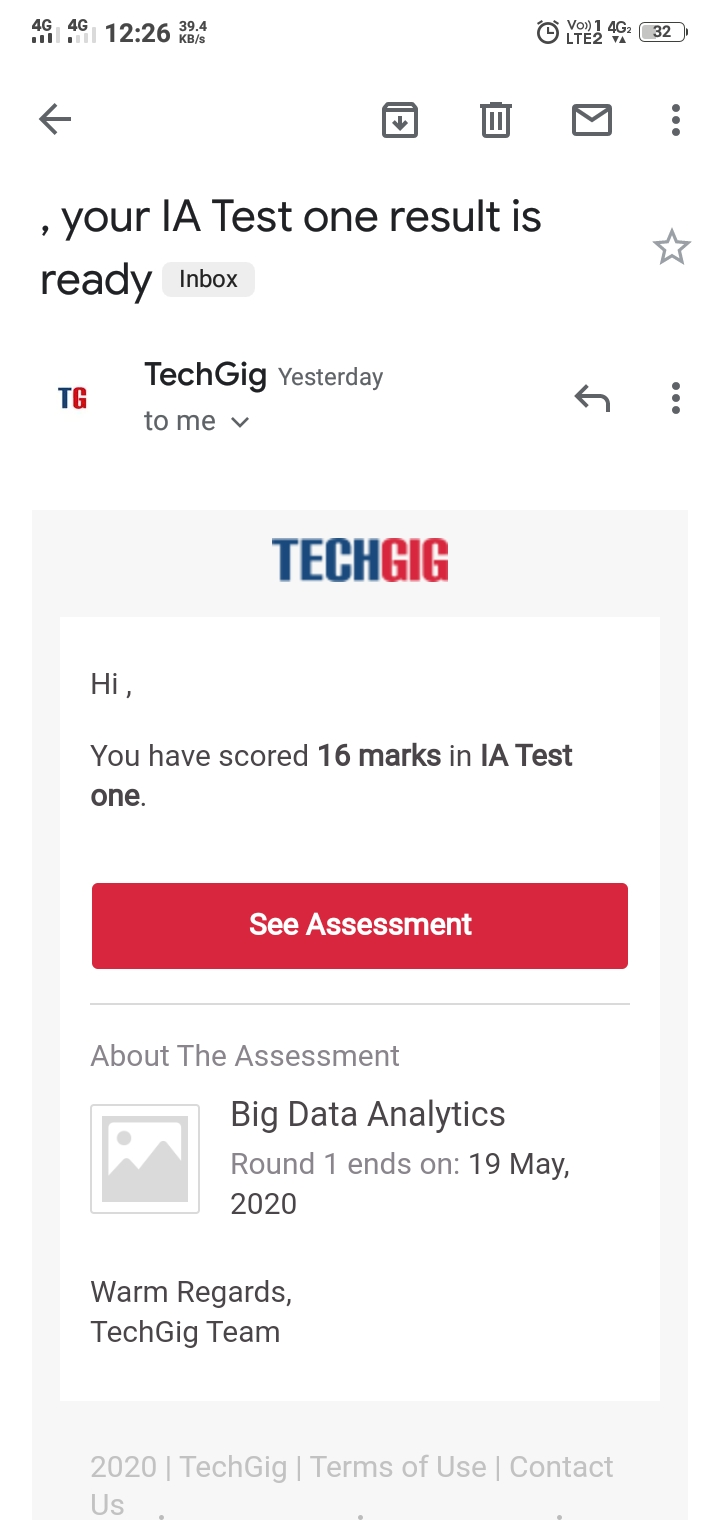 4G 4G 12:26 39.4 KB/s Vo)) 1 LTE2 4G2 32
, your IA Test one result is
ready Inbox
TG TechGig Yesterday
to me
TECHGIG
Hi ,
You have scored 16 marks in IA Test
one.
See Assessment
About The Assessment
Big Data Analytics
Round 1 ends on: 19 May,
2020
Warm Regards,
TechGig Team
2020 | TechGig | Terms of Use | Contact
Us